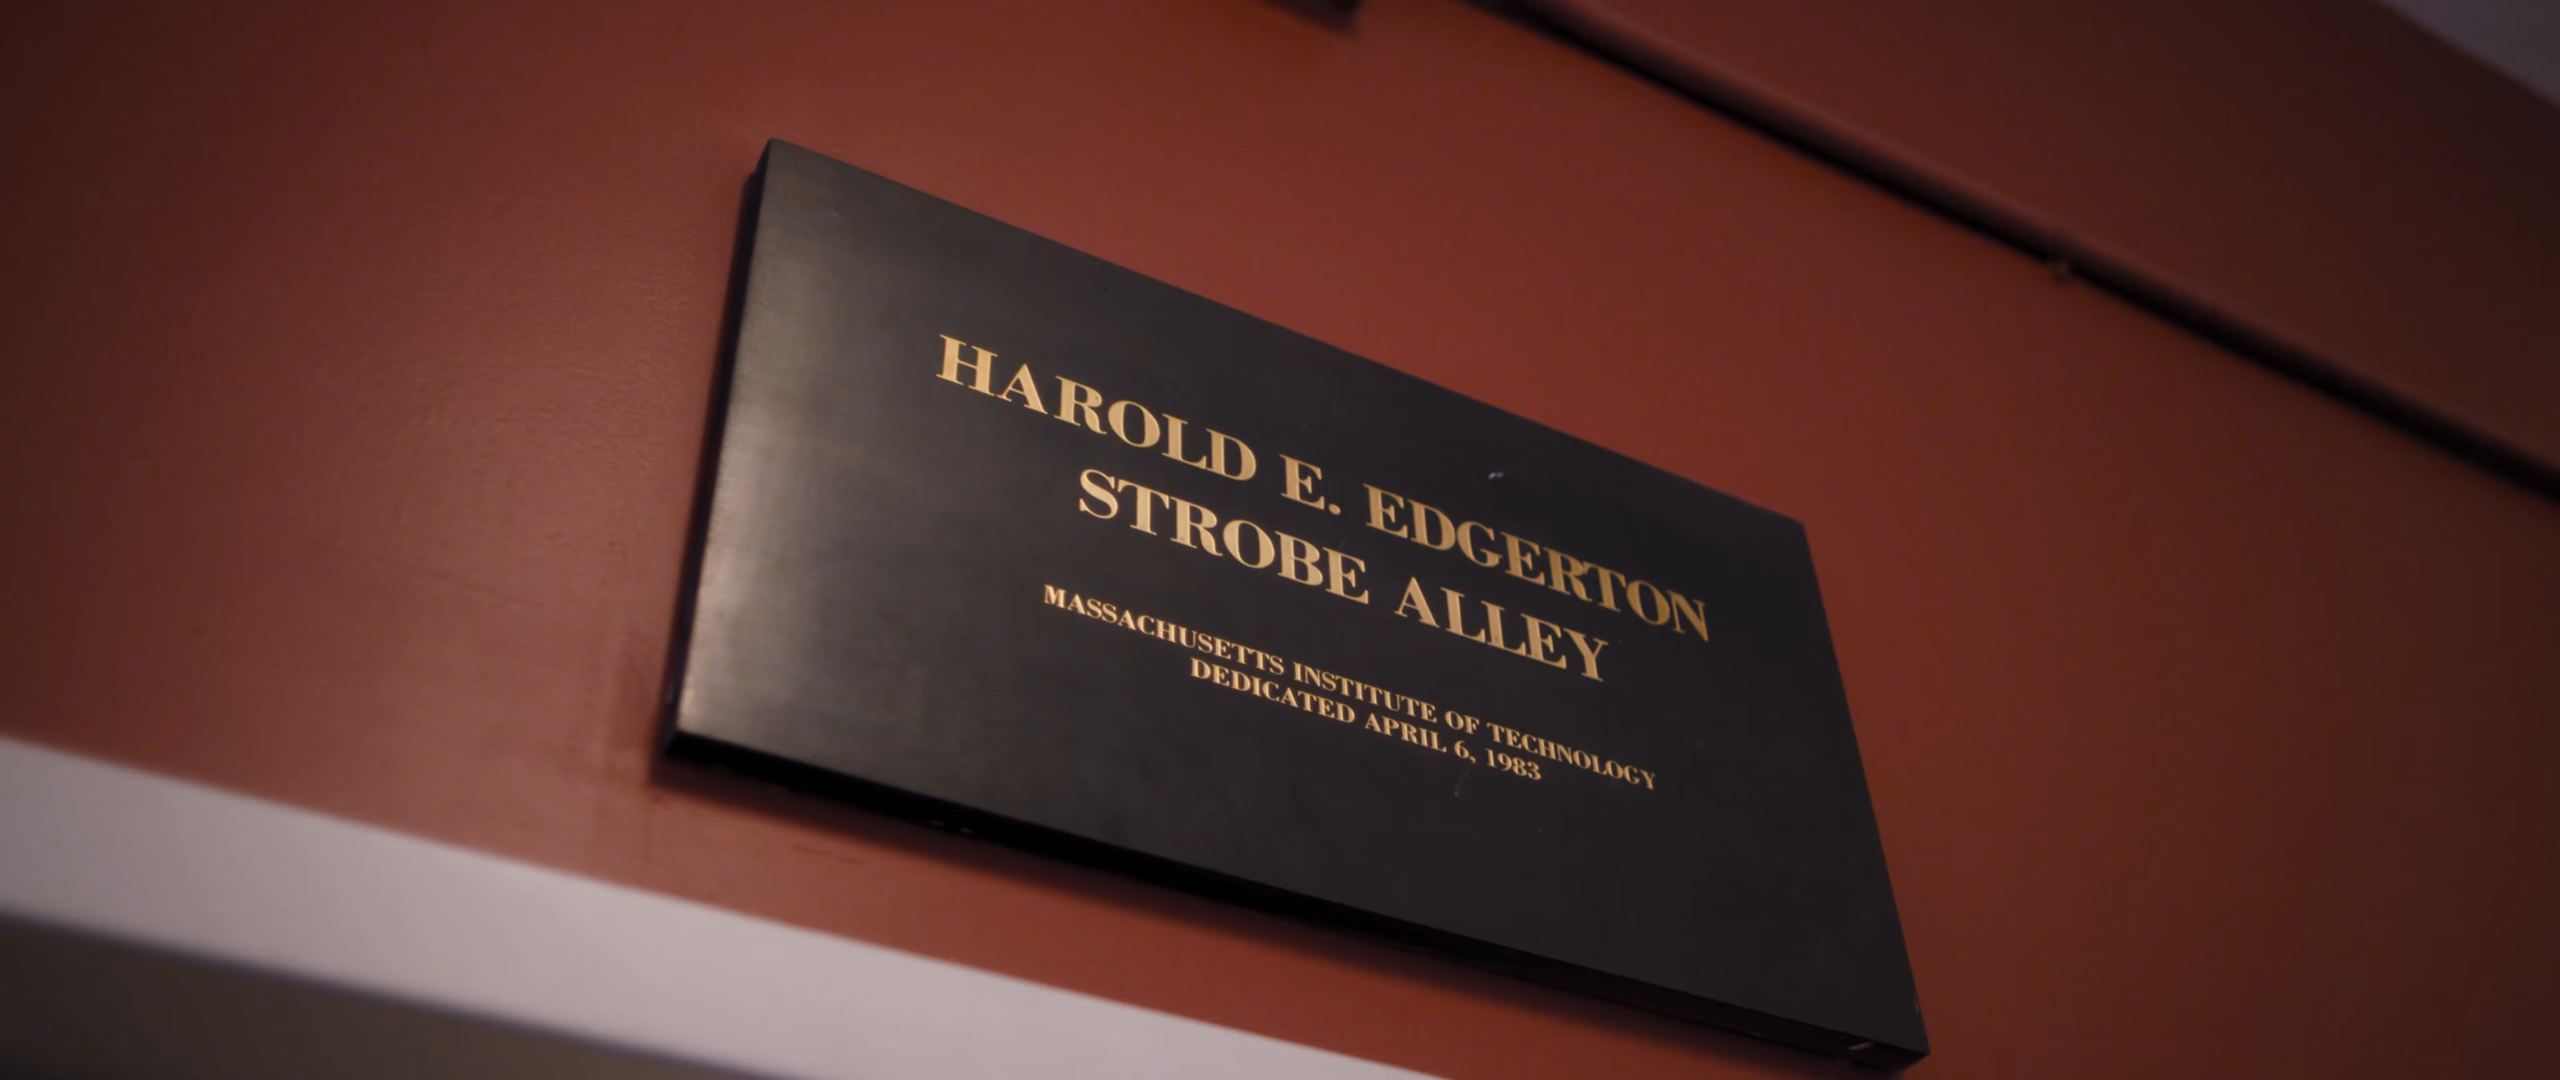 HAROLD E. EDGERTON
STROBE ALLEY
MASSACHUSETTS INSTITUTE OF TECHNOLOGY
DEDICATED APRIL 6, 1983